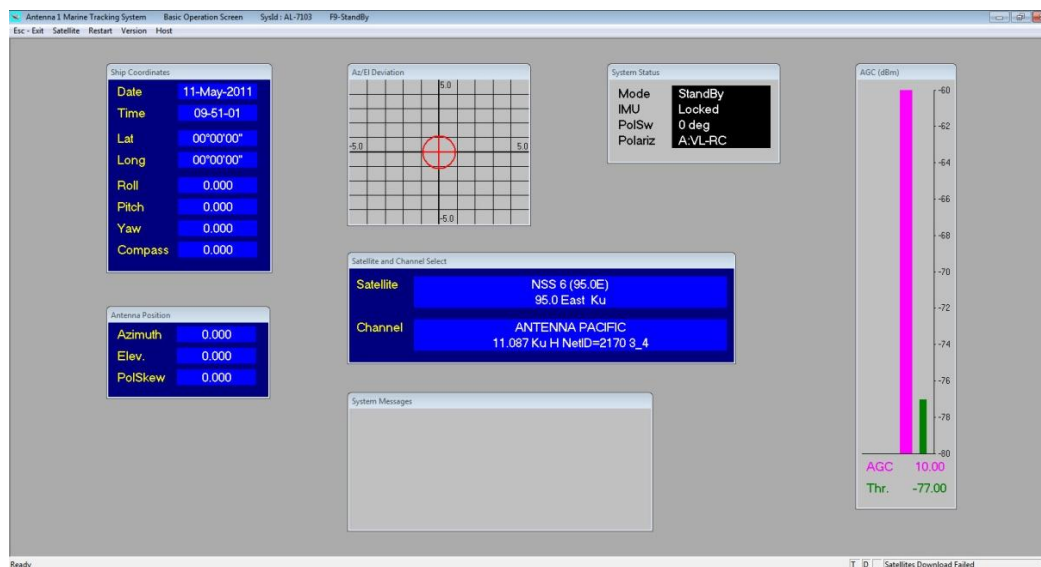 Antenna 1 Marine Tracking System Basic Operation Screen SysId : AL-7103 F9-StandBy
Esc - Exit Satellite Restart Version Host
Ship Coordinates
Date 11-May-2011
Time 09-51-01
Lat 00°00'00"
Long 00°00'00"
Roll 0.000
Pitch 0.000
Yaw 0.000
Compass 0.000
Antenna Position
Azimuth 0.000
Elev. 0.000
PolSkew 0.000
Az/El Deviation
5.0
-5.0 5.0
-5.0
Satellite and Channel Select
Satellite NSS 6 (95.0E)
95.0 East Ku
Channel ANTENNA PACIFIC
11.087 Ku H NetID=2170 3_4
System Messages
System Status
Mode StandBy
IMU Locked
PolSw 0 deg
Polariz A:VL-RC
AGC (dBm)
-60
-62
-64
-66
-68
-70
-72
-74
-76
-78
-80
AGC 10.00
Thr. -77.00
Ready T D Satellites Download Failed